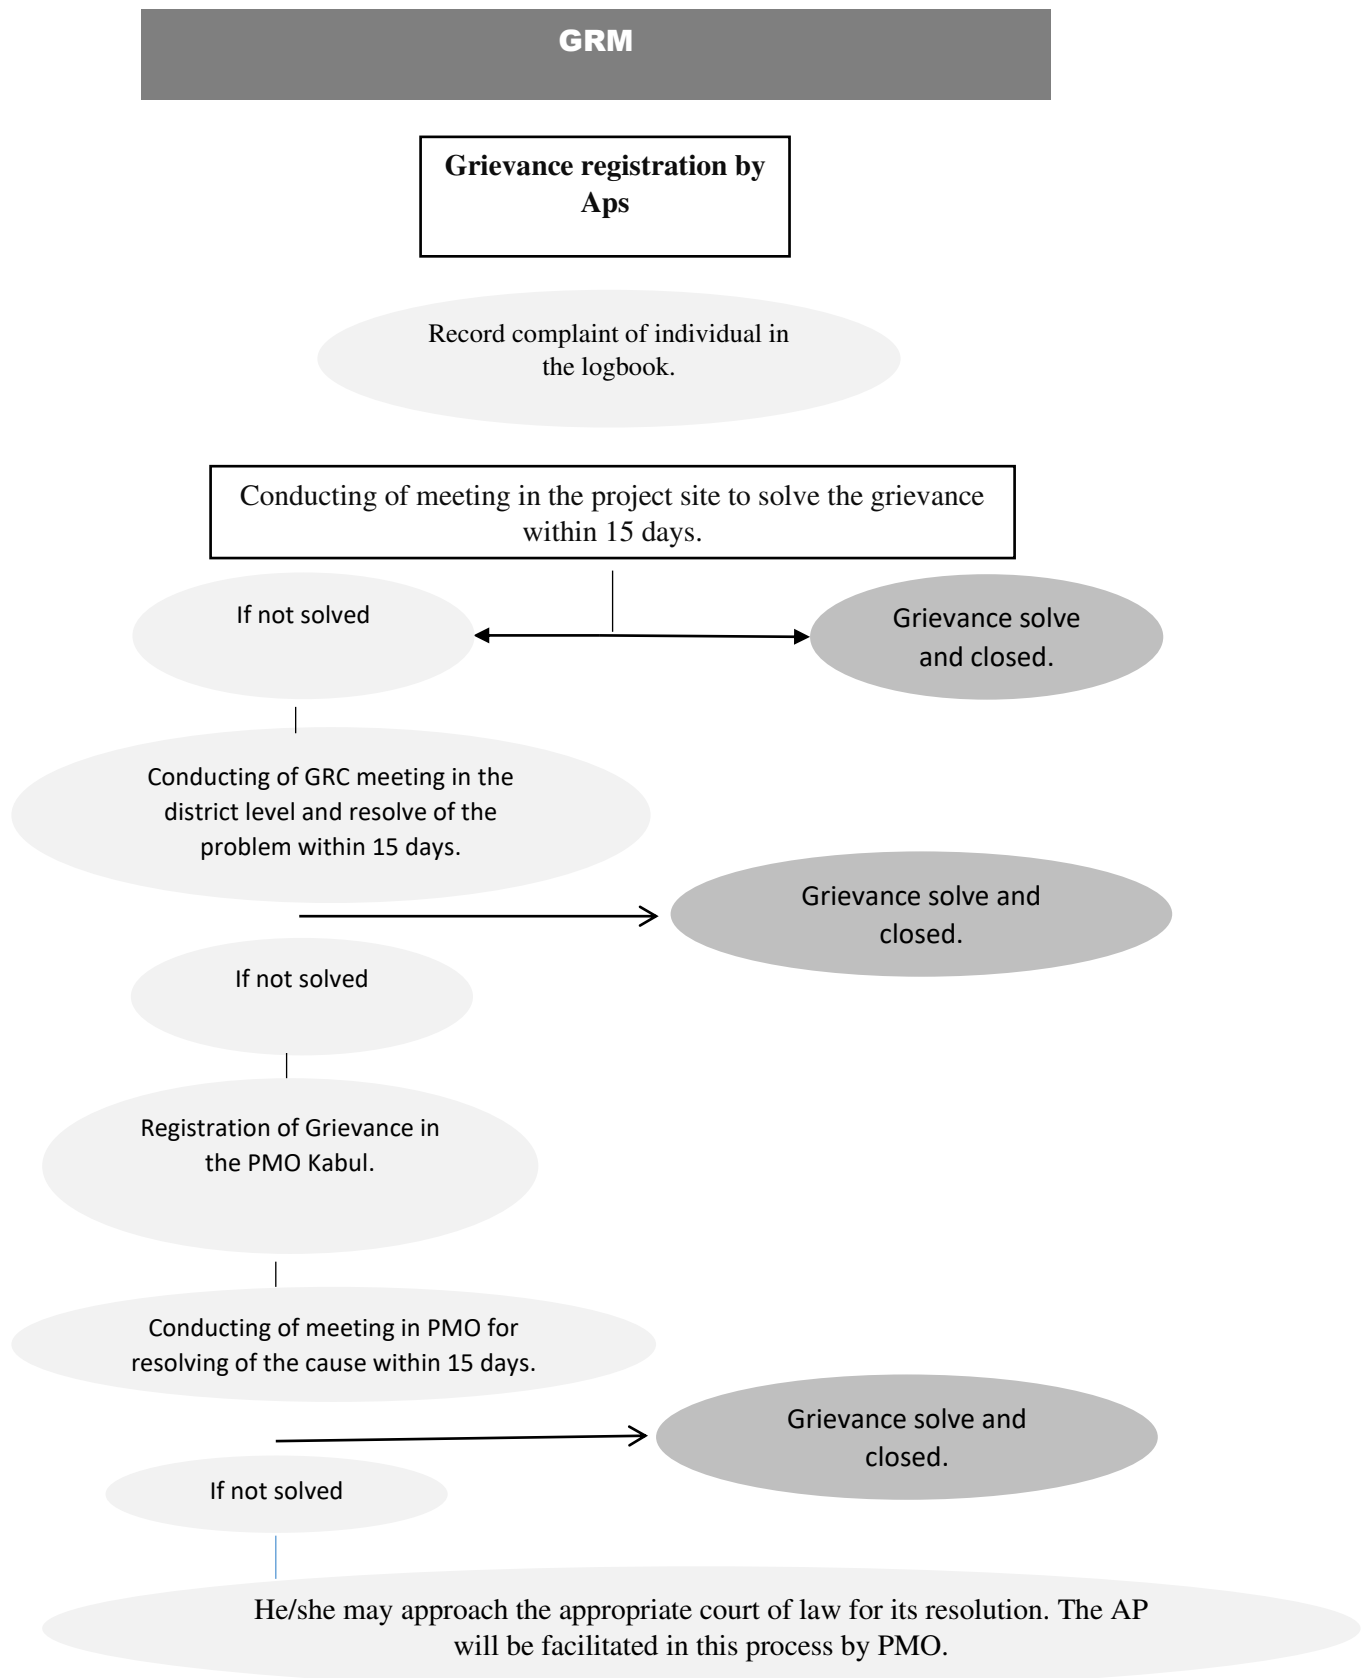 GRM
Grievance registration by
Aps
Record complaint of individual in
the logbook.
Conducting of meeting in the project site to solve the grievance
within 15 days.
If not solved
Grievance solve
and closed.
Conducting of GRC meeting in the
district level and resolve of the
problem within 15 days.
Grievance solve and
closed.
If not solved
Registration of Grievance in
the PMO Kabul.
Conducting of meeting in PMO for
resolving of the cause within 15 days.
Grievance solve and
closed.
If not solved
He/she may approach the appropriate court of law for its resolution. The AP
will be facilitated in this process by PMO.